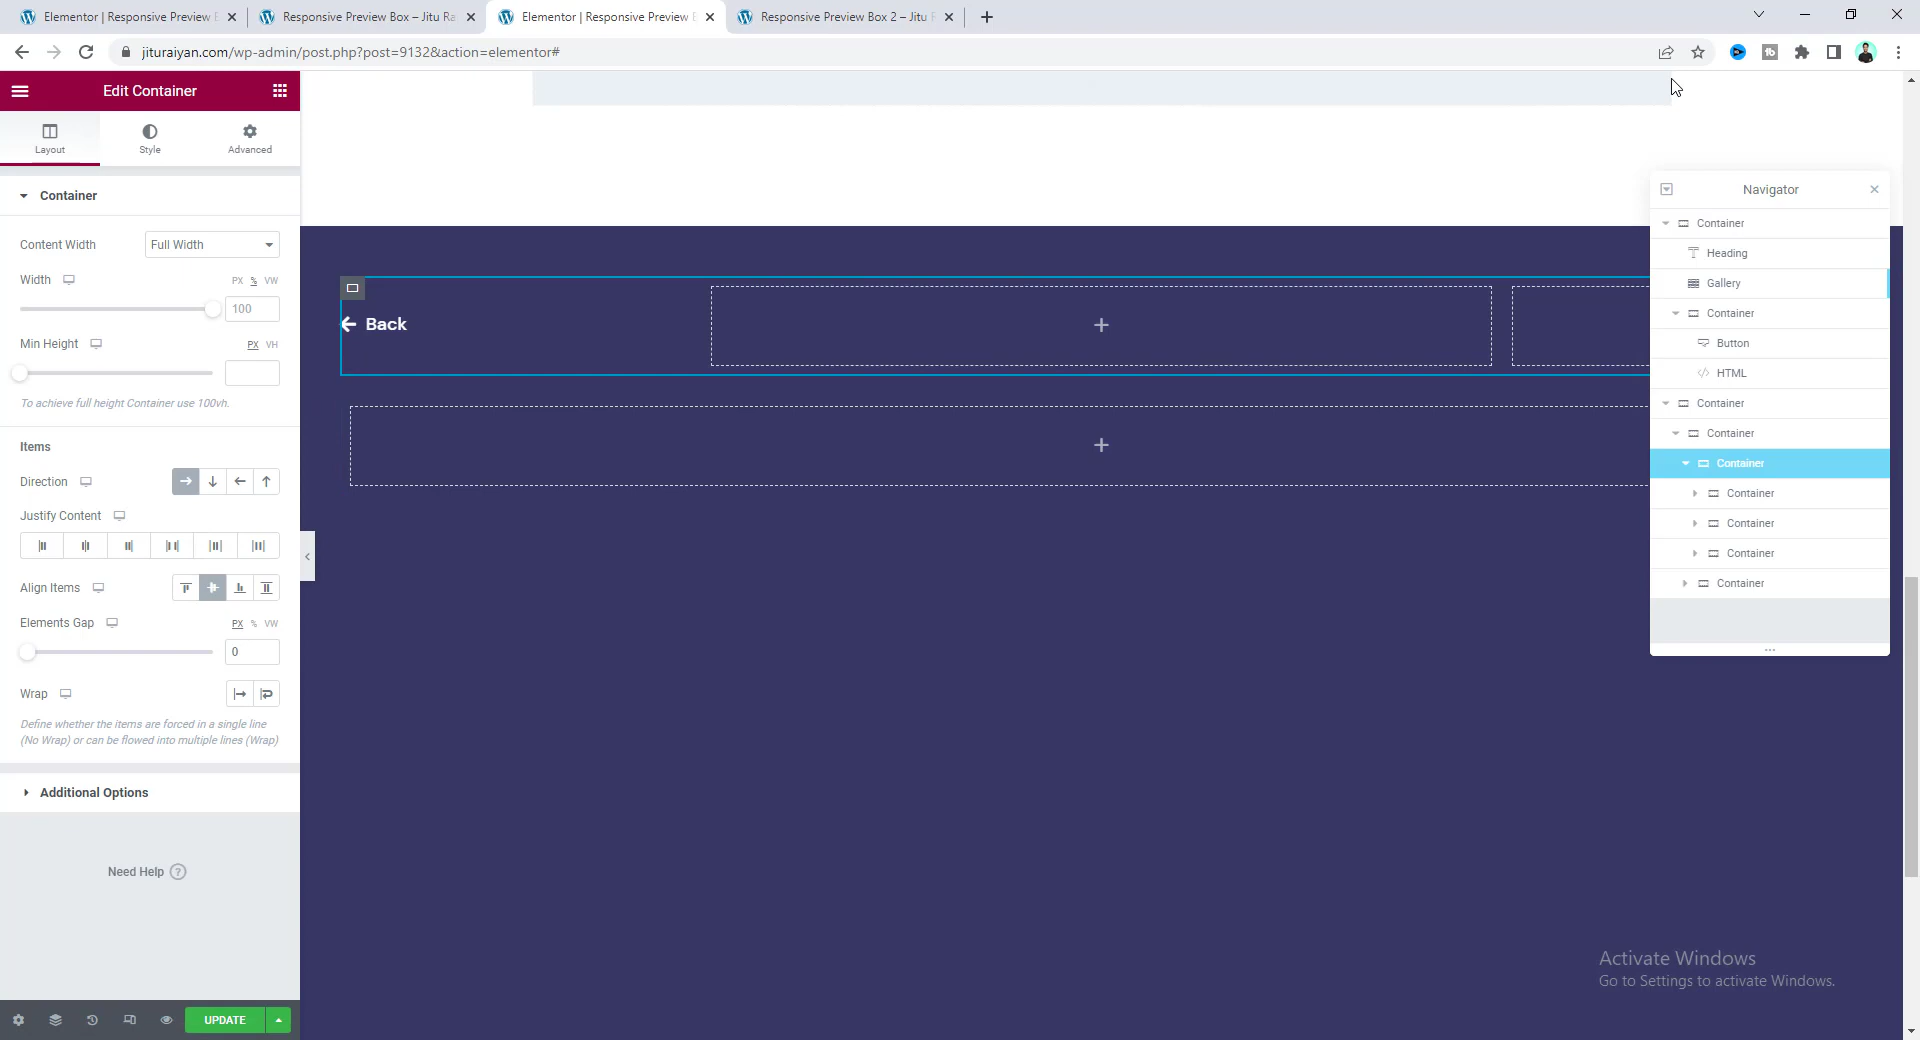 Elementor | Responsive Preview B
Responsive Preview Box – Jitu Ra
Elementor | Responsive Preview B
Responsive Preview Box 2 – Jitu R
jituraiyan.com/wp-admin/post.php?post=9132&action=elementor#
Edit Container
Layout
Style
Advanced
Container
Content Width
Full Width
Width
PX % VW
100
Min Height
PX VH
To achieve full height Container use 100vh.
Items
Direction
Justify Content
Align Items
Elements Gap
PX % VW
0
Wrap
Define whether the items are forced in a single line
(No Wrap) or can be flowed into multiple lines (Wrap)
Additional Options
Need Help ?
UPDATE
Back
Navigator
Container
Heading
Gallery
Container
Button
HTML
Container
Container
Container
Container
Container
Container
Container
Activate Windows
Go to Settings to activate Windows.